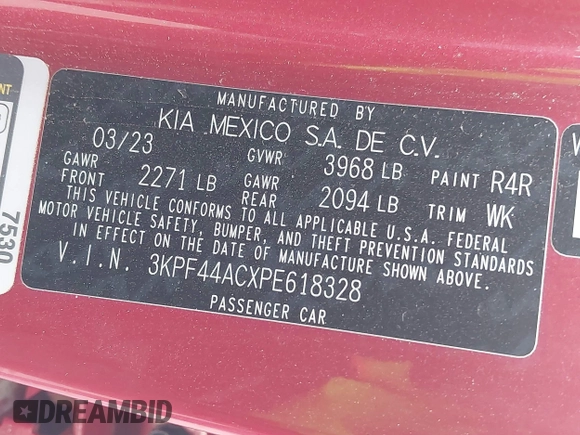 MANUFACTURED BY
KIA MEXICO S.A. DE C.V.
03/23 GVWR 3968 LB PAINT R4R
GAWR FRONT 2271 LB GAWR REAR 2094 LB TRIM WK
THIS VEHICLE CONFORMS TO ALL APPLICABLE U.S.A. FEDERAL
MOTOR VEHICLE SAFETY, BUMPER, AND THEFT PREVENTION STANDARDS
IN EFFECT ON THE DATE OF MANUFACTURE SHOWN ABOVE.
V.I.N. 3KPF44ACXPE618328
PASSENGER CAR
7530
DREAMBID